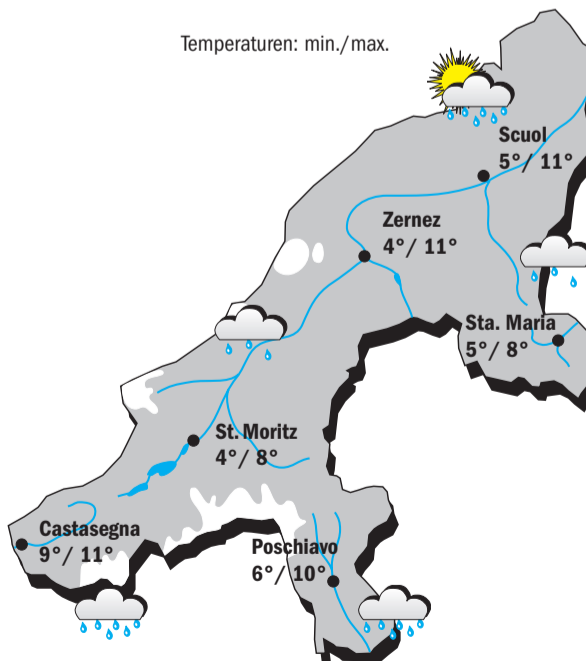 Temperaturen: min./max.
Scuol
5°/ 11°
Zernez
4°/ 11°
Sta. Maria
5°/ 8°
St. Moritz
4°/ 8°
Castasegna
9°/ 11°
Poschiavo
6°/ 10°